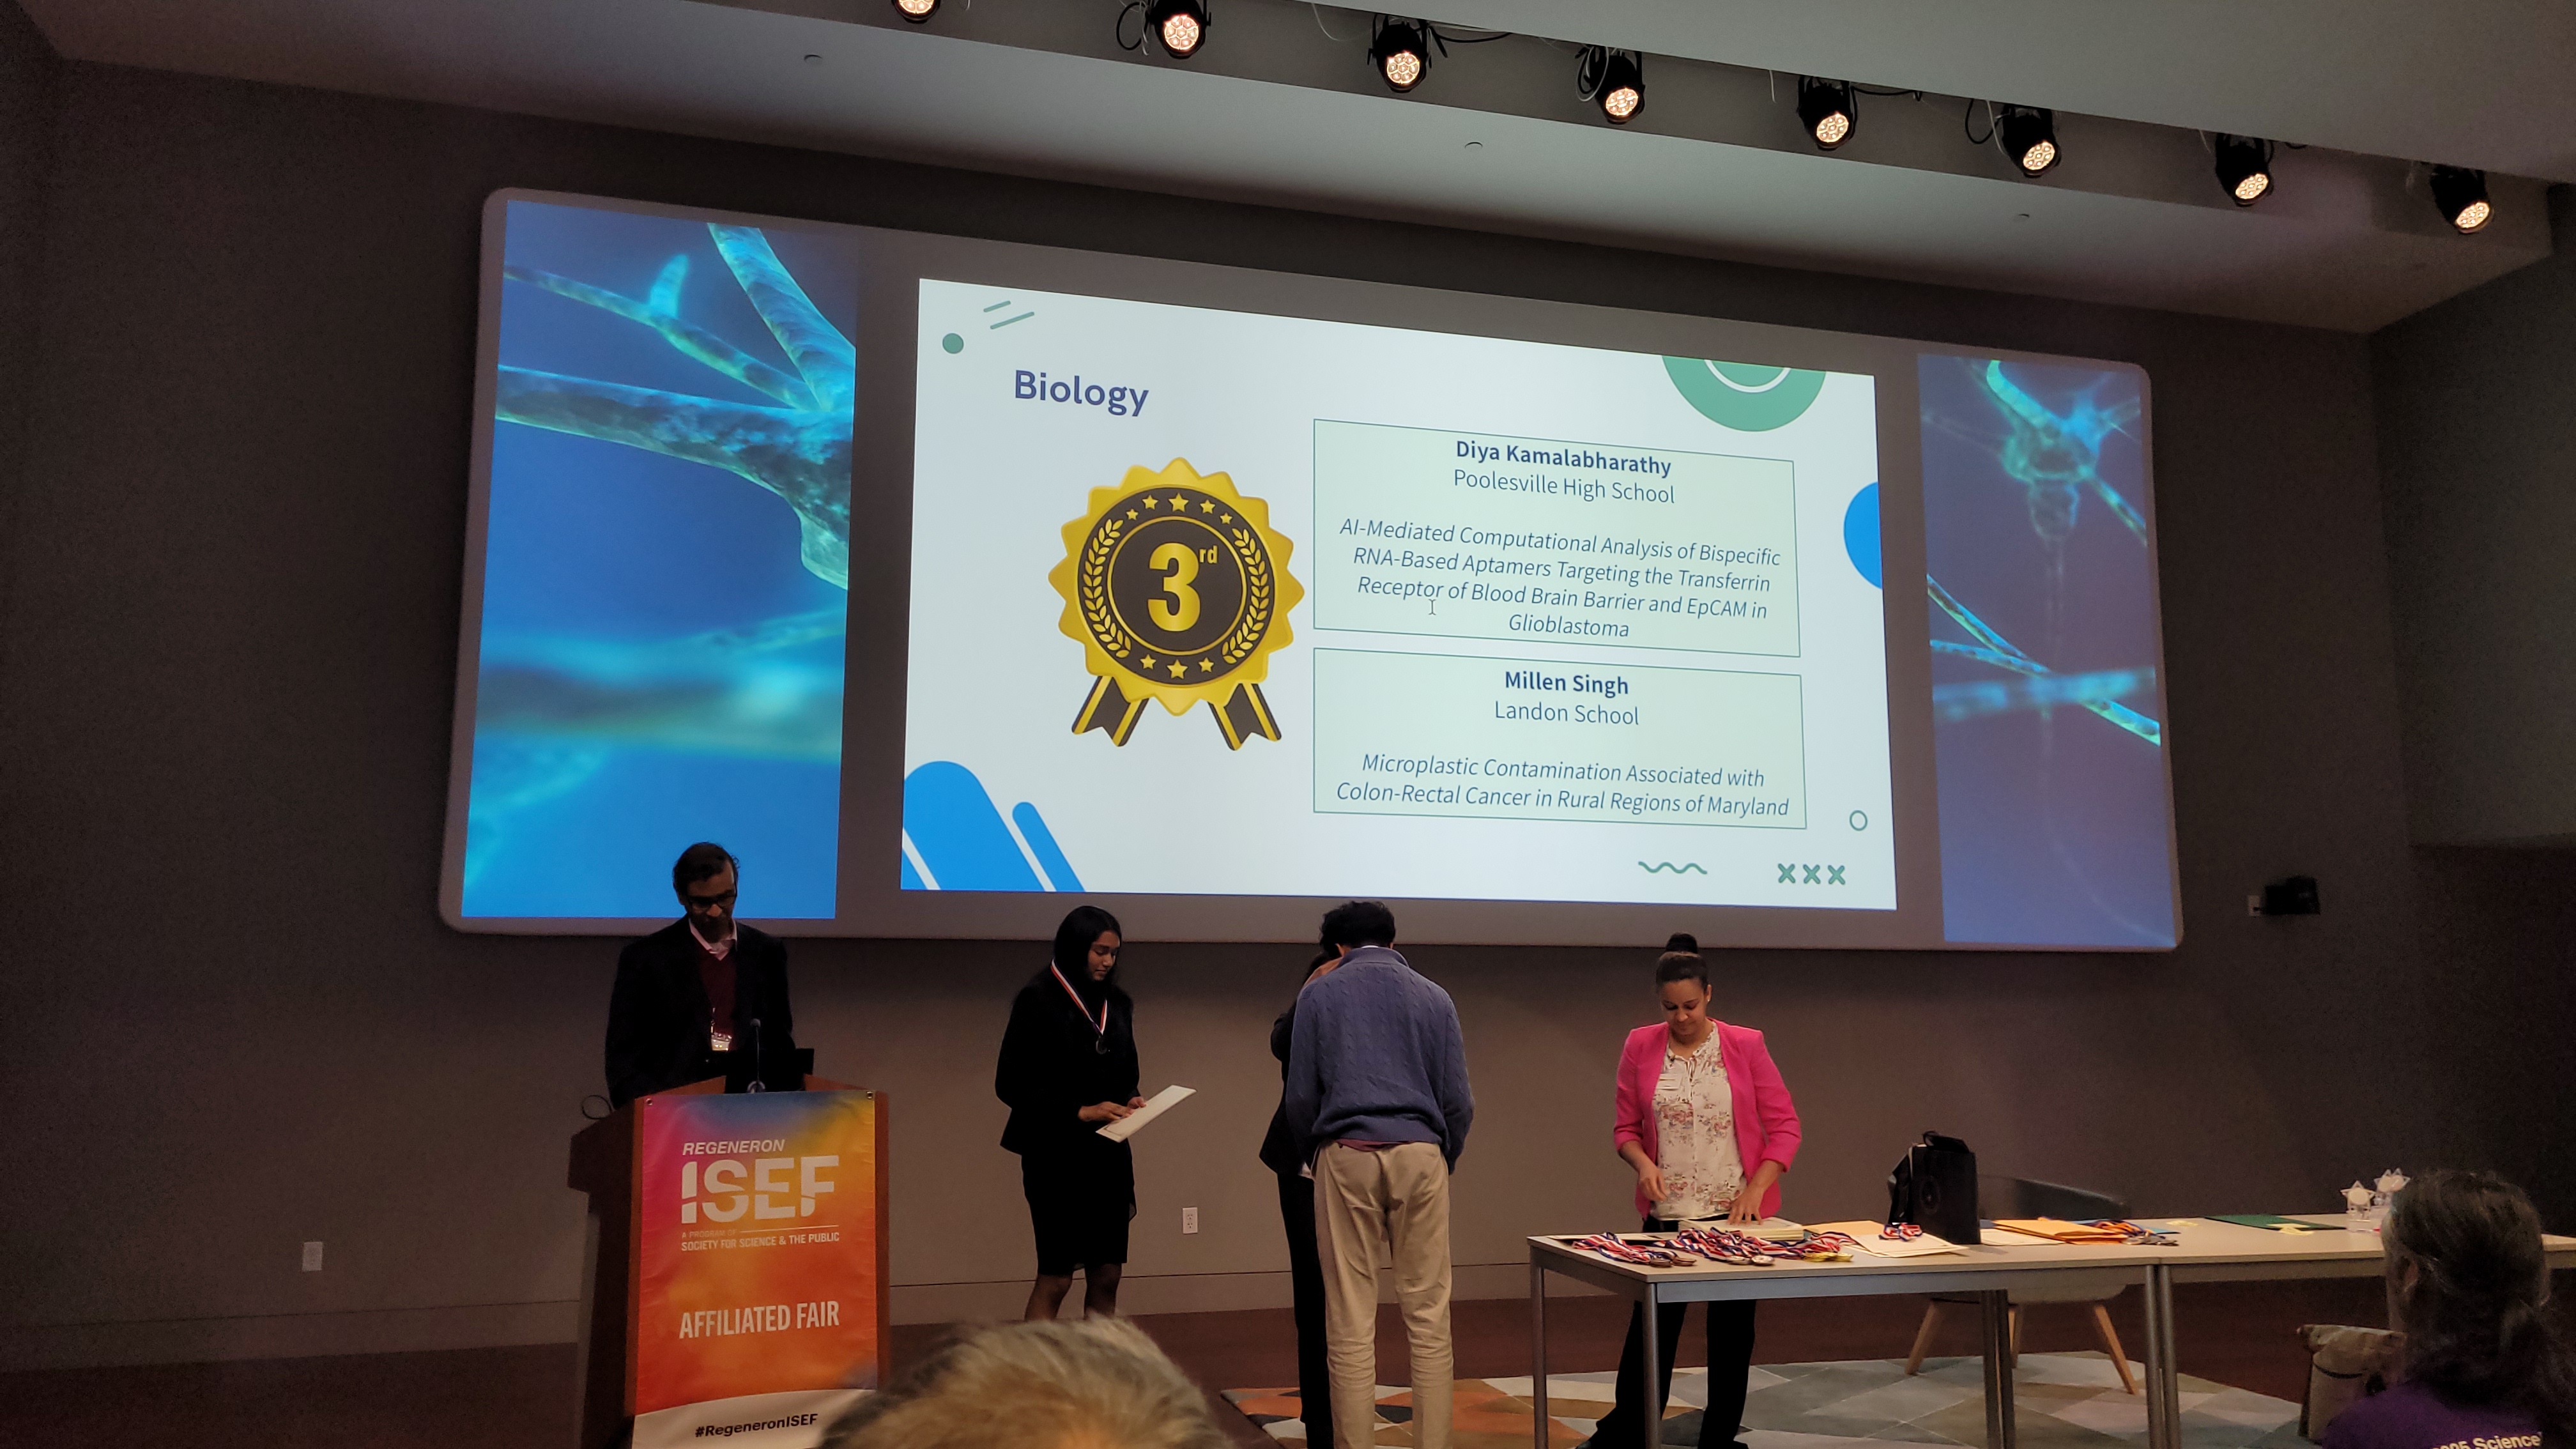 Biology
3rd
Diya Kamalabharathy
Poolesville High School
AI-Mediated Computational Analysis of Bispecific
RNA-Based Aptamers Targeting the Transferrin
Receptor of Blood Brain Barrier and EpCAM in
Glioblastoma
Millen Singh
Landon School
Microplastic Contamination Associated with
Colon-Rectal Cancer in Rural Regions of Maryland
REGENERON
ISEF
A PROGRAM OF
SOCIETY FOR SCIENCE & THE PUBLIC
AFFILIATED FAIR
#RegeneronISEF
Science